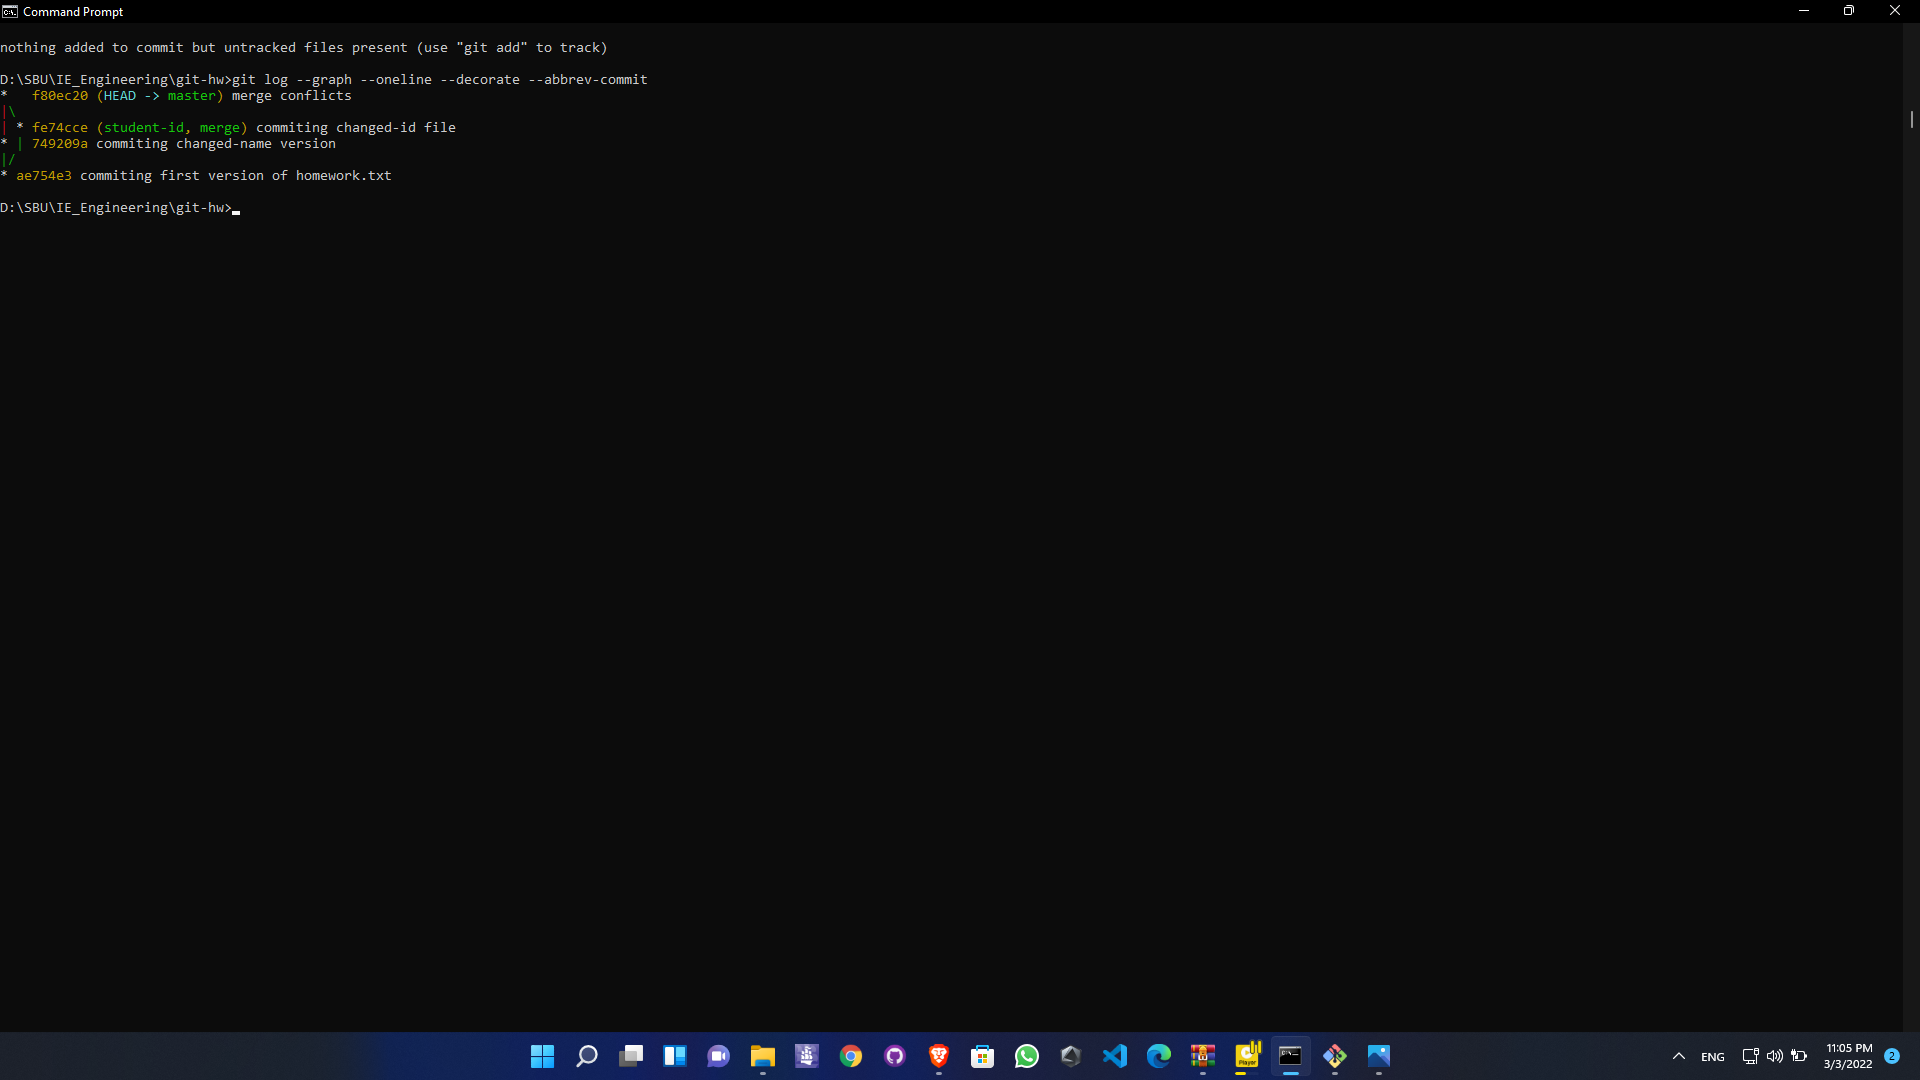 Command Prompt
nothing added to commit but untracked files present (use "git add" to track)
D:\SBU\IE_Engineering\git-hw>git log --graph --oneline --decorate --abbrev-commit
*   f80ec20 (HEAD -> master) merge conflicts
|\
| * fe74cce (student-id, merge) commiting changed-id file
* | 749209a commiting changed-name version
|/
* ae754e3 commiting first version of homework.txt
D:\SBU\IE_Engineering\git-hw>
Player
ENG
11:05 PM
3/3/2022
2